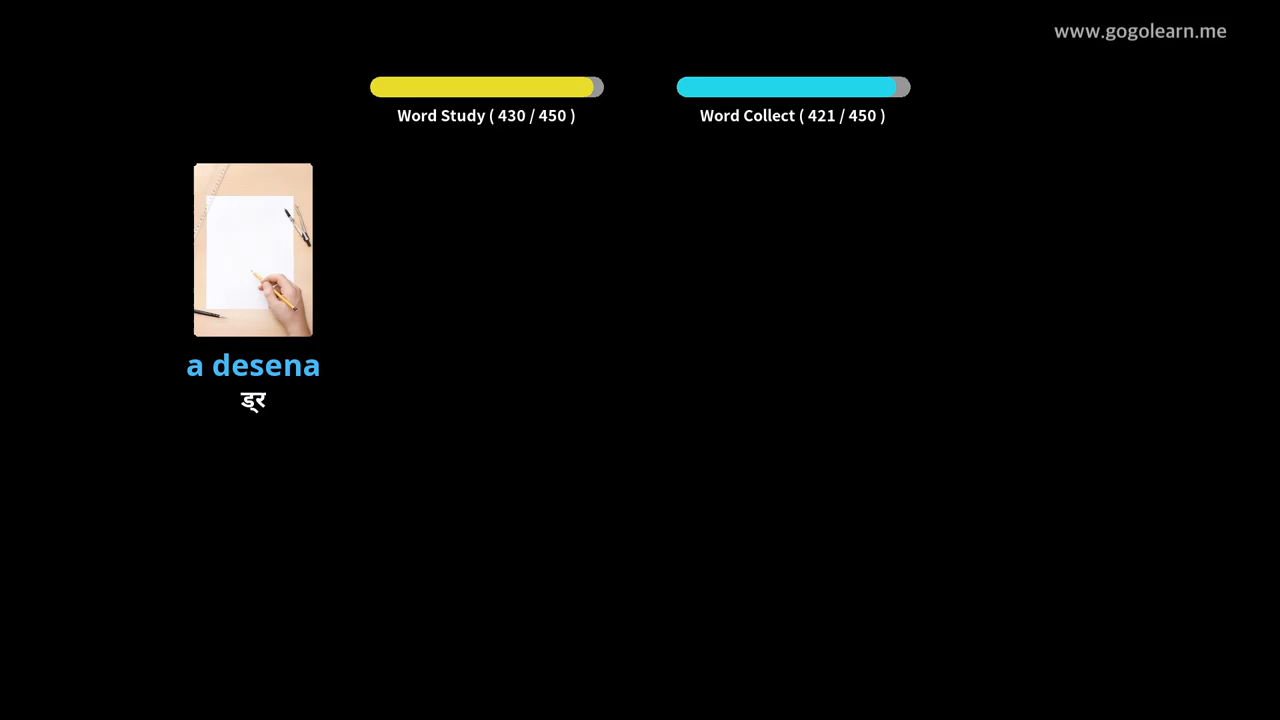 www.gogolearn.me
Word Study ( 430 / 450 )
Word Collect ( 421 / 450 )
a desena
ड्र